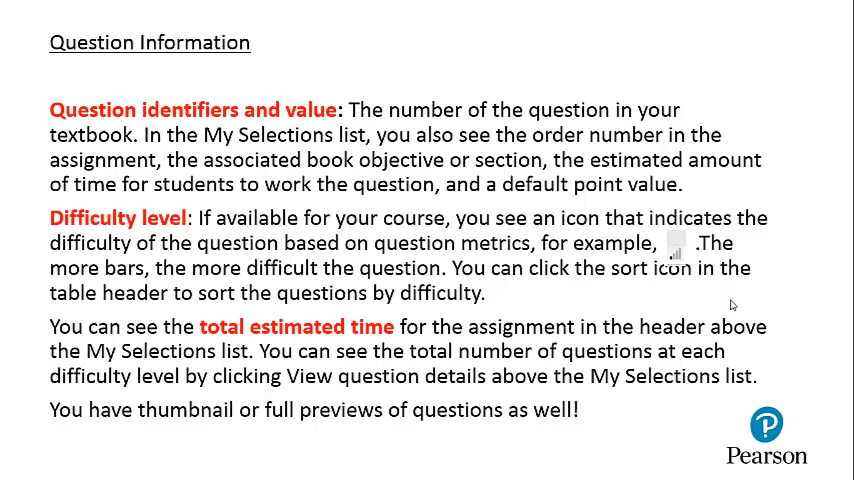 Question Information
Question identifiers and value: The number of the question in your
textbook. In the My Selections list, you also see the order number in the
assignment, the associated book objective or section, the estimated amount
of time for students to work the question, and a default point value.
Difficulty level: If available for your course, you see an icon that indicates the
difficulty of the question based on question metrics, for example, .The
more bars, the more difficult the question. You can click the sort icon in the
table header to sort the questions by difficulty.
You can see the total estimated time for the assignment in the header above
the My Selections list. You can see the total number of questions at each
difficulty level by clicking View question details above the My Selections list.
You have thumbnail or full previews of questions as well!
P
Pearson